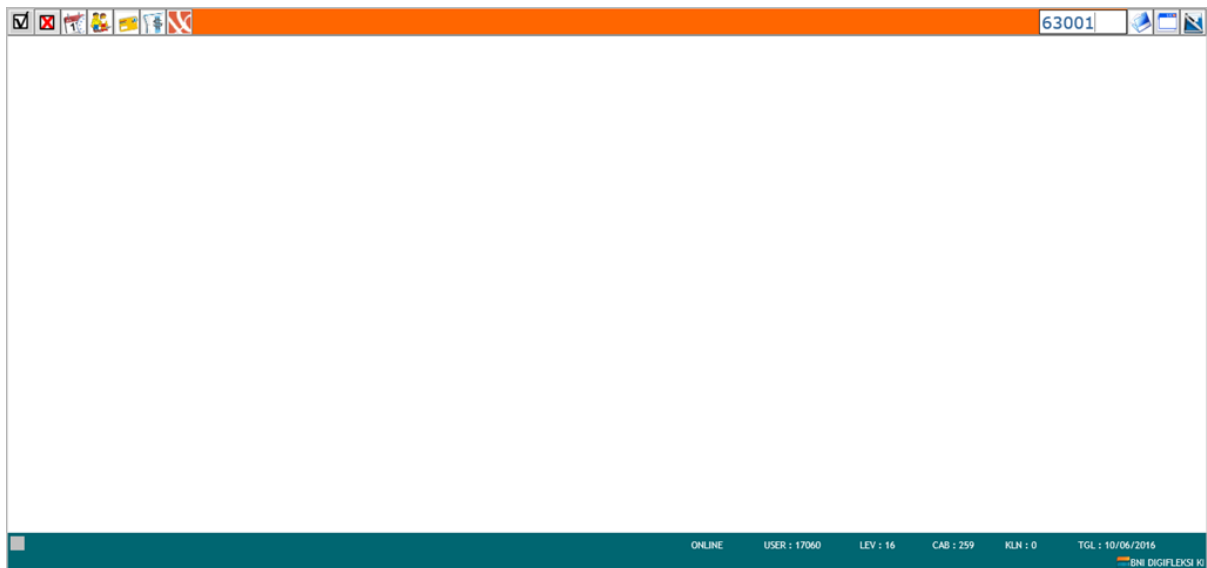 63001
ONLINE USER : 17060 LEV : 16 CAB : 259 KLN : 0 TGL : 10/06/2016
BNI DIGIFLEKSI KI